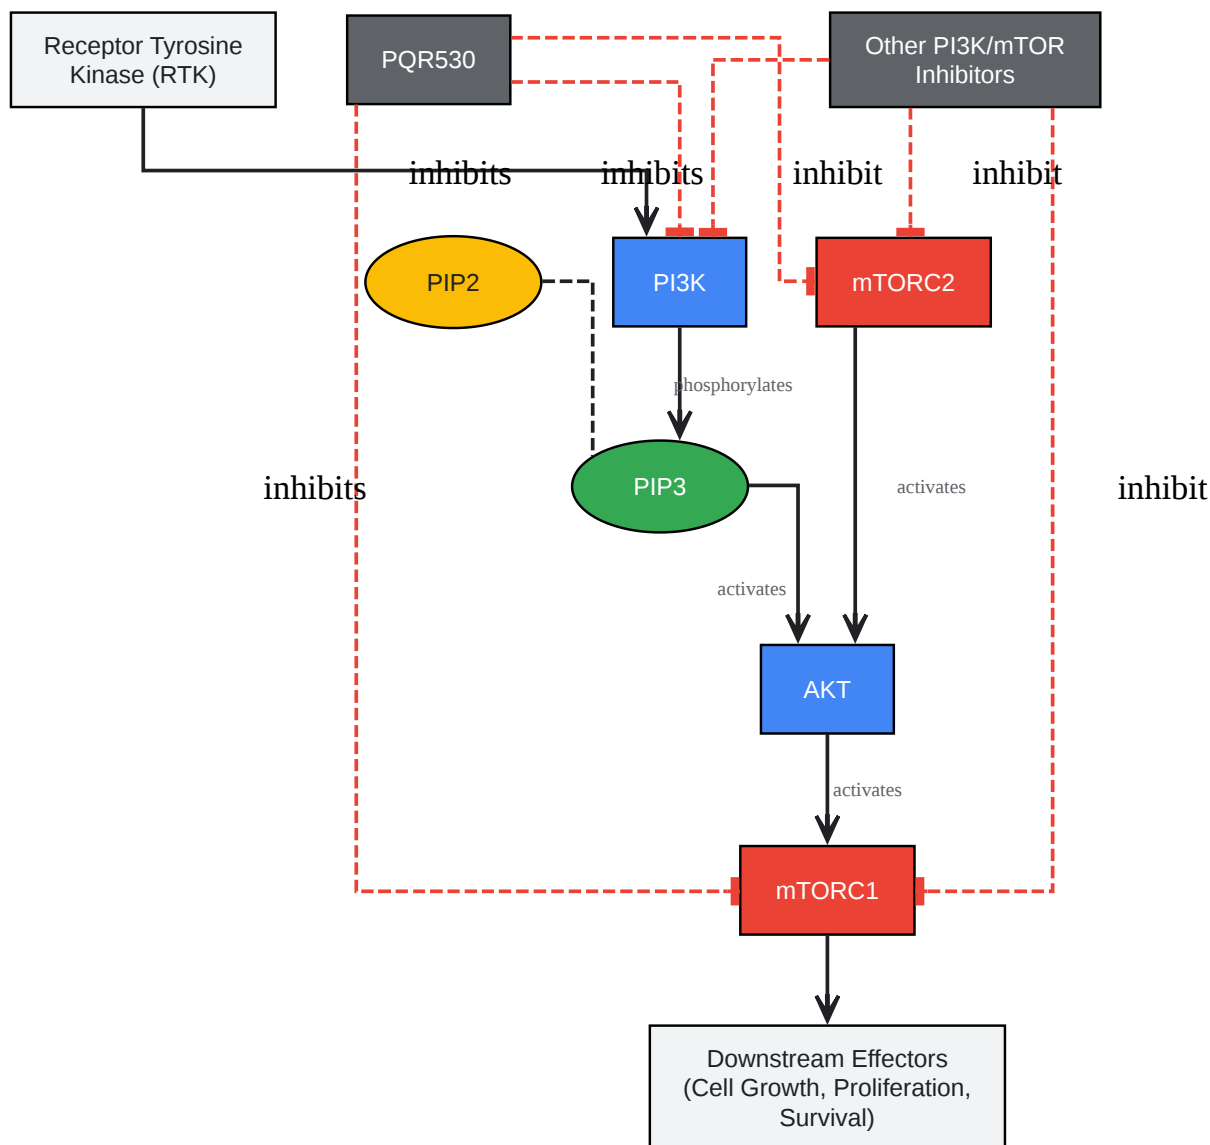 Receptor Tyrosine
Kinase (RTK)
PQR530
Other PI3K/mTOR
Inhibitors
inhibits
inhibits
inhibit
inhibit
PIP2
PI3K
mTORC2
phosphorylates
inhibits
PIP3
activates
inhibit
activates
AKT
activates
mTORC1
Downstream Effectors
(Cell Growth, Proliferation,
Survival)